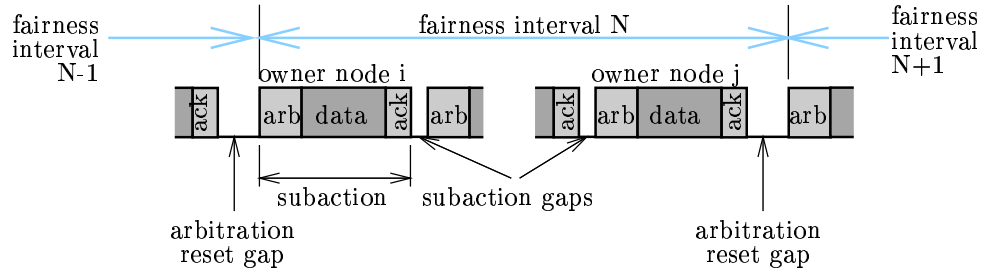 fairness
interval
N-1
fairness interval N
fairness
interval
N+1
owner node i
owner node j
ack
arb
data
ack
arb
ack
arb
data
ack
arb
subaction
subaction gaps
arbitration
reset gap
arbitration
reset gap